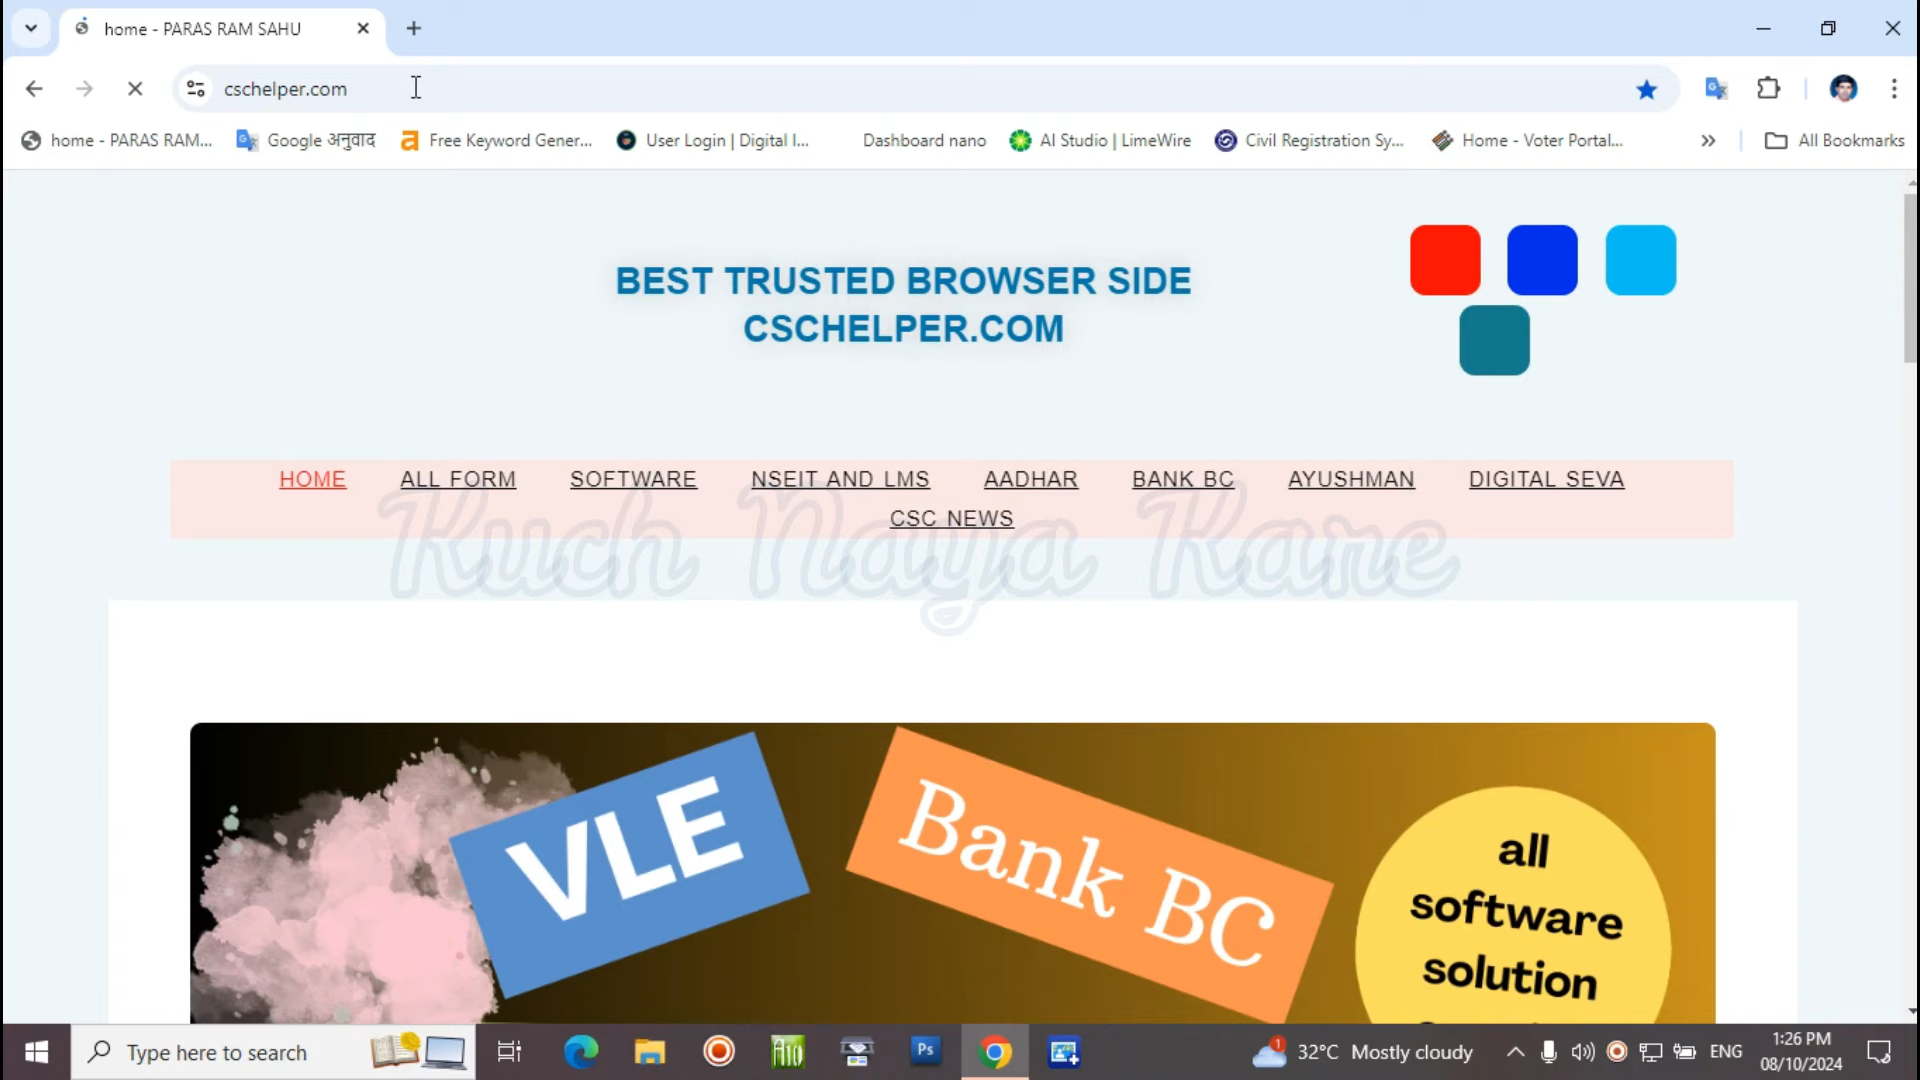 home - PARAS RAM SAHU
cschelper.com
home - PARAS RAM... Google अनुवाद Free Keyword Gener... User Login | Digital I... Dashboard nano AI Studio | LimeWire Civil Registration Sy... Home - Voter Portal... » All Bookmarks
BEST TRUSTED BROWSER SIDE
CSCHELPER.COM
HOME ALL FORM SOFTWARE NSEIT AND LMS AADHAR BANK BC AYUSHMAN DIGITAL SEVA
CSC NEWS
Kuch Naya Kare
VLE
Bank BC
all
software
solution
Type here to search
Ps
1
32°C Mostly cloudy
ENG
1:26 PM
08/10/2024